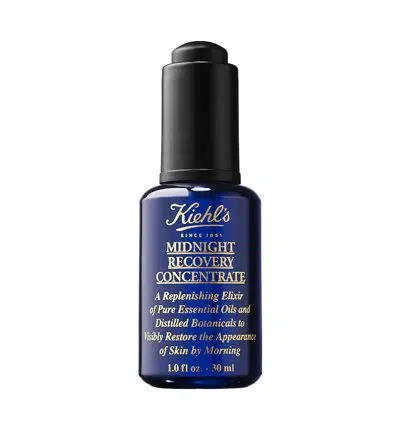 Kiehl's
SINCE 1851
MIDNIGHT
RECOVERY
CONCENTRATE
A Replenishing Elixir
of Pure Essential Oils and
Distilled Botanicals to
Visibly Restore the Appearance
of Skin by Morning
1.0 fl oz. - 30 ml